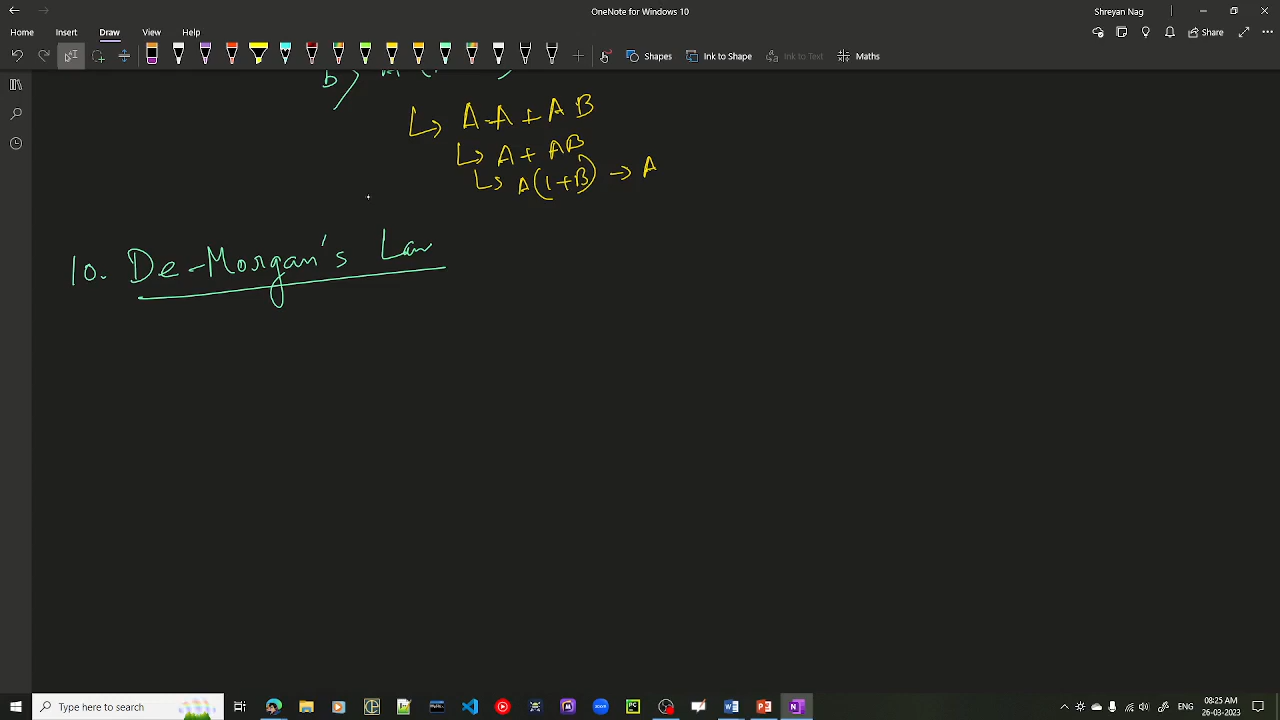 OneNote for Windows 10
Shreyan Nag
Home Insert Draw View Help
Share
Shapes Ink to Shape Ink to Text Maths
b)
↳ A·A + AB
↳ A + AB
↳ A(1+B) → A
10. De-Morgan's Law
Type here to search
ENG
08:25 AM
26-03-2023